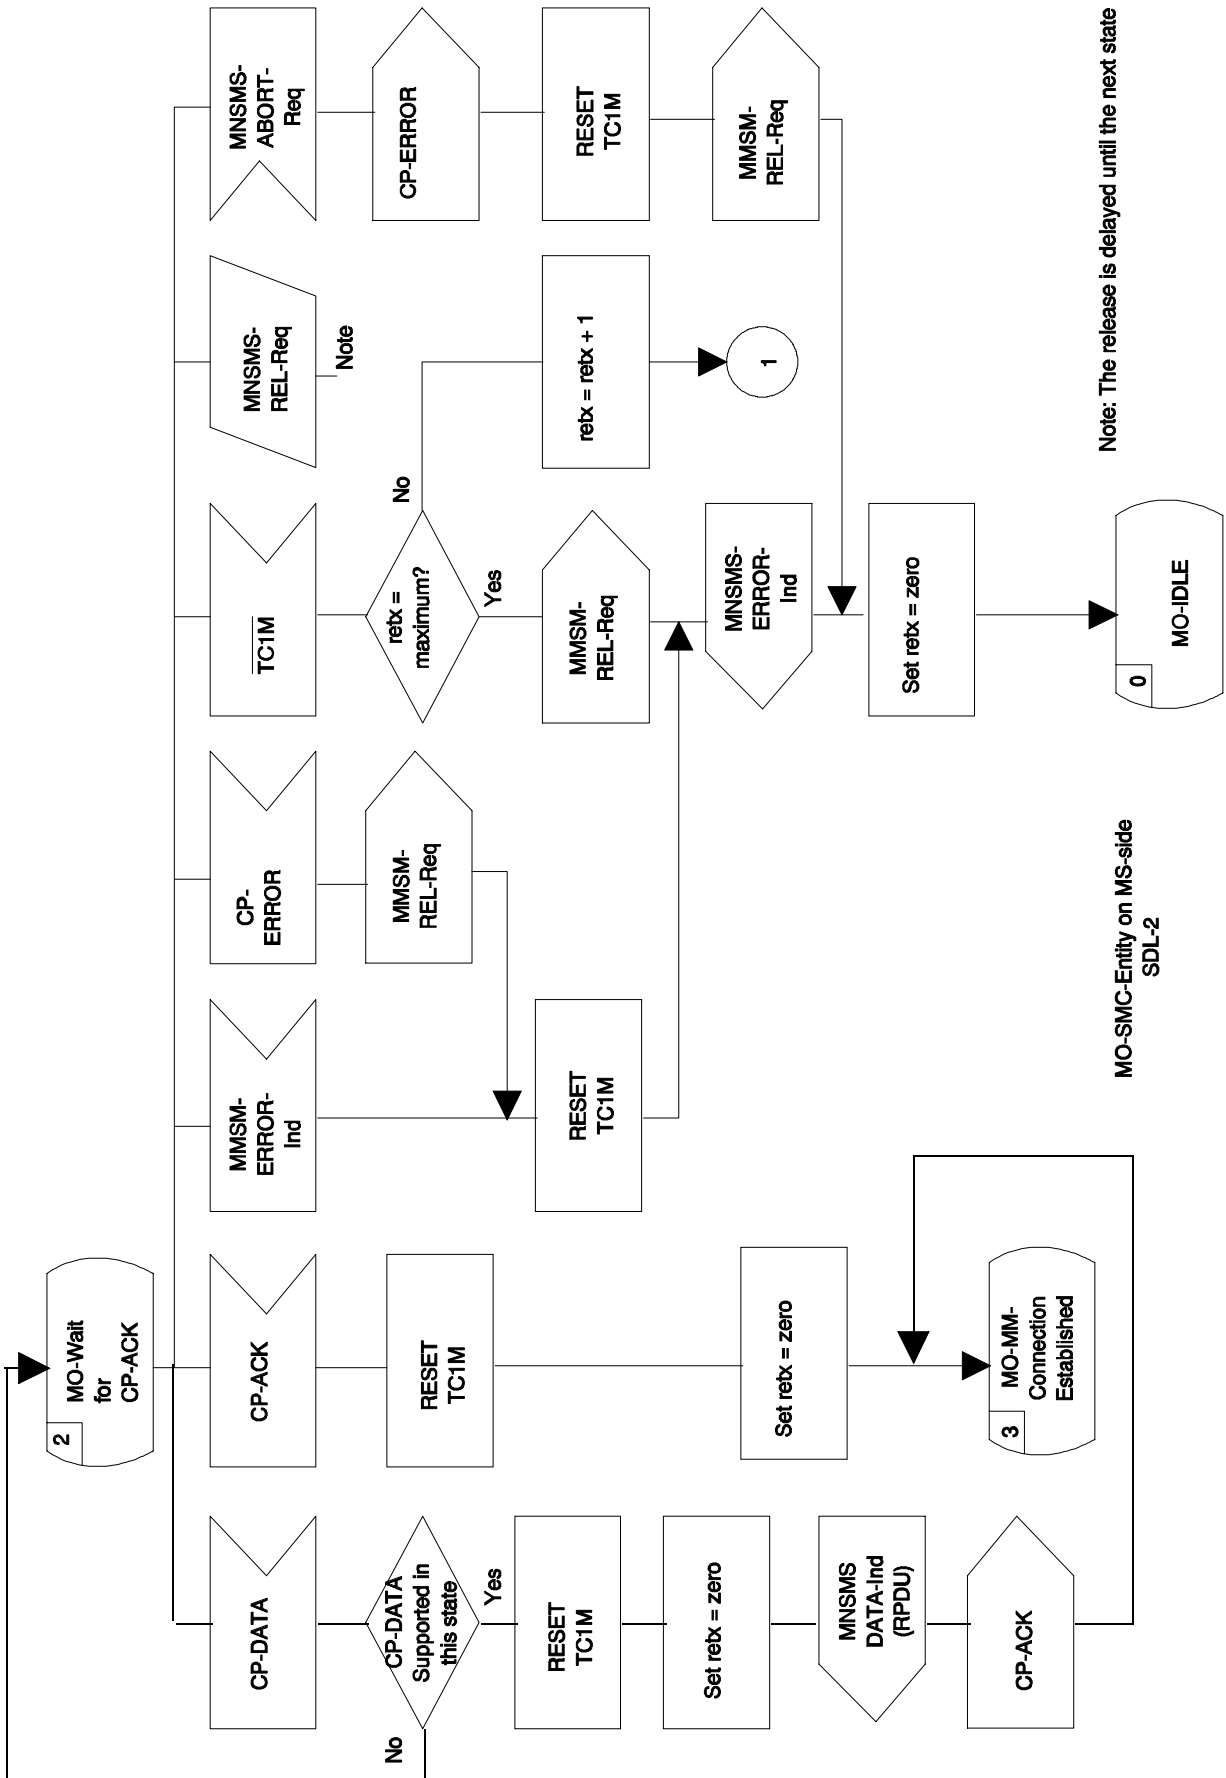 2
MO-Wait
for
CP-ACK
CP-DATA
CP-DATA
Supported in
this state
No
Yes
RESET
TC1M
Set retx = zero
MNSMS
DATA-Ind
(RPDU)
CP-ACK
CP-ACK
RESET
TC1M
Set retx = zero
3
MO-MM-
Connection
Established
MMSM-
ERROR-
Ind
RESET
TC1M
CP-
ERROR
MMSM-
REL-Req
TC1M
retx =
maximum?
No
Yes
MMSM-
REL-Req
MNSMS-
ERROR-
Ind
Set retx = zero
0
MO-IDLE
retx = retx + 1
1
MNSMS-
REL-Req
Note
MNSMS-
ABORT-
Req
CP-ERROR
RESET
TC1M
MMSM-
REL-Req
MO-SMC-Entity on MS-side
SDL-2
Note: The release is delayed until the next state